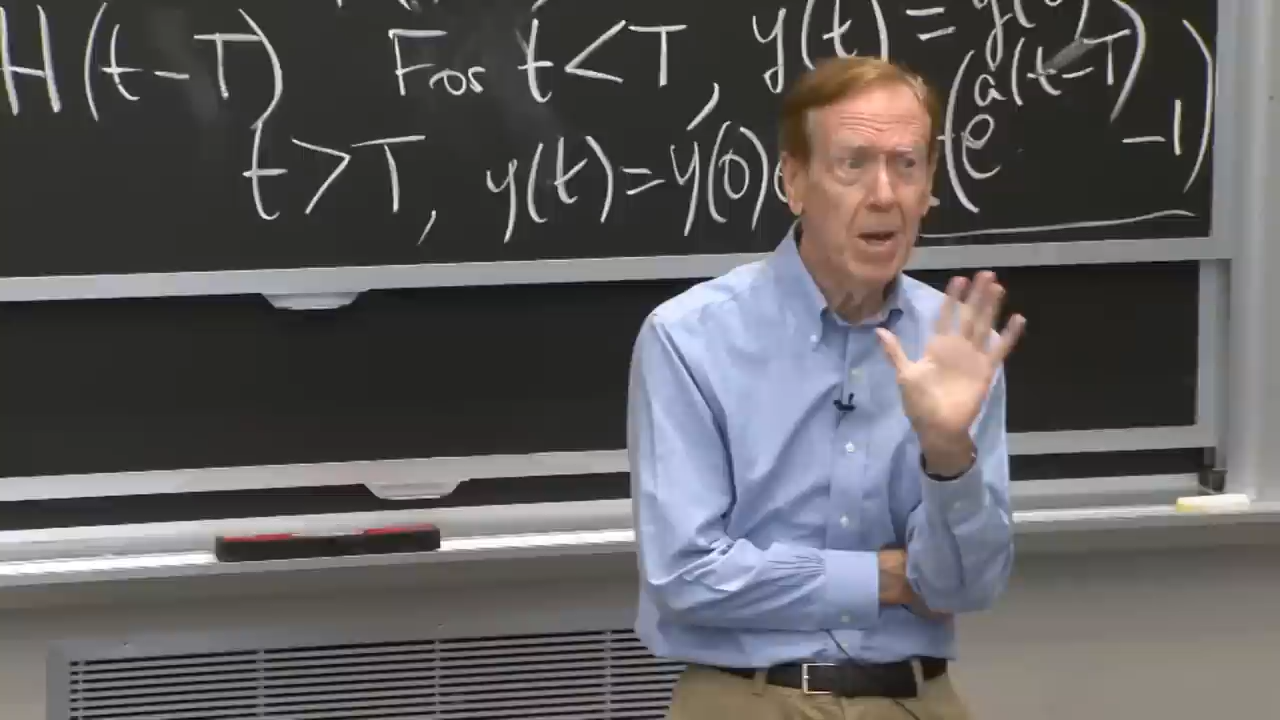 H(t-T) For t<T, y(t) = y(0)
t>T, y(t)=y(0) (e^{a(t-T)} -1)